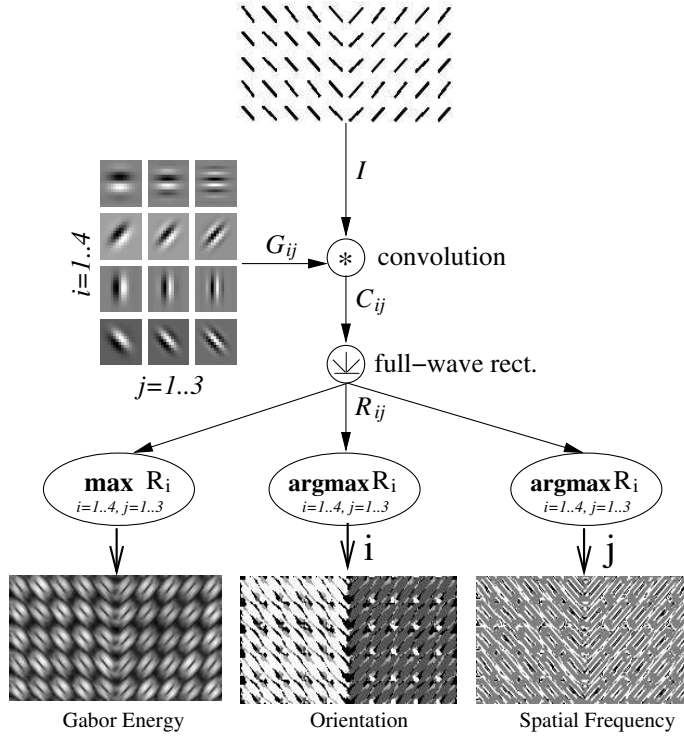 I
i=1..4
G_ij
* convolution
C_ij
j=1..3
full-wave rect.
R_ij
max R_i
i=1..4, j=1..3
argmax R_i
i=1..4, j=1..3
argmax R_i
i=1..4, j=1..3
i
j
Gabor Energy
Orientation
Spatial Frequency